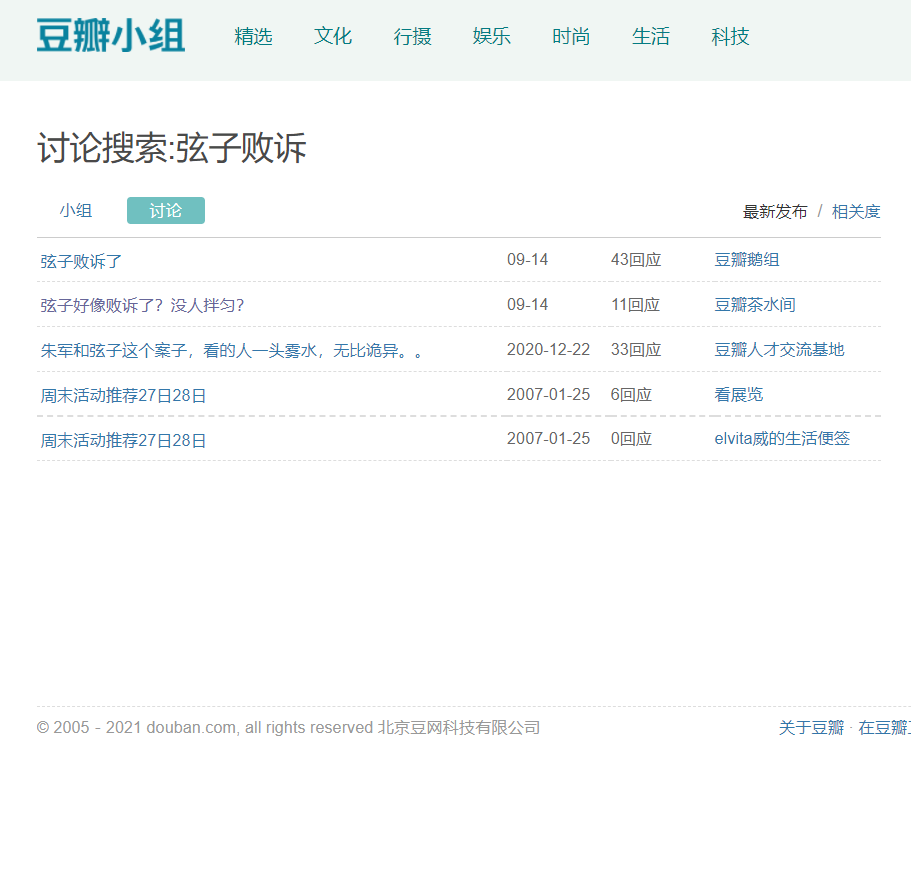 豆瓣小组 精选 文化 行摄 娱乐 时尚 生活 科技
讨论搜索:弦子败诉
小组 讨论 最新发布 / 相关度
弦子败诉了 09-14 43回应 豆瓣鹅组
弦子好像败诉了？没人拌匀？ 09-14 11回应 豆瓣茶水间
朱军和弦子这个案子，看的人一头雾水，无比诡异。。 2020-12-22 33回应 豆瓣人才交流基地
周末活动推荐27日28日 2007-01-25 6回应 看展览
周末活动推荐27日28日 2007-01-25 0回应 elvita威的生活便签
© 2005－2021 douban.com, all rights reserved 北京豆网科技有限公司 关于豆瓣 · 在豆瓣